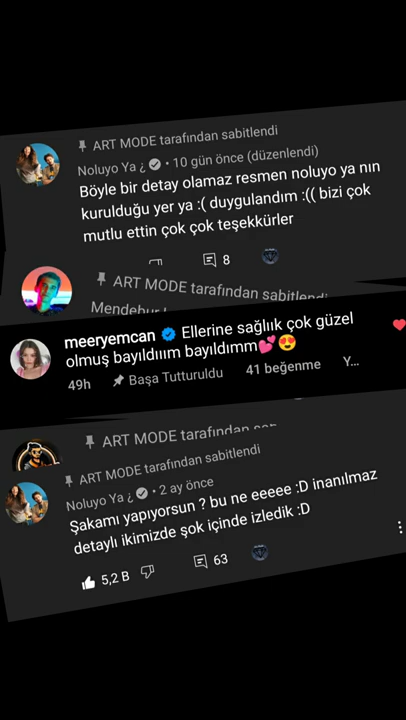 ART MODE tarafından sabitlendi
Noluyo Ya ¿ • 10 gün önce (düzenlendi)
Böyle bir detay olamaz resmen noluyo ya nın
kurulduğu yer ya :( duygulandım :(( bizi çok
mutlu ettin çok çok teşekkürler
8
ART MODE tarafından sabitlendi
Mendebur
meeryemcan Ellerine sağlıık çok güzel
olmuş bayıldıııım bayıldımm💕😍
49h Başa Tutturuldu 41 beğenme Y...
ART MODE tarafından
ART MODE tarafından sabitlendi
Noluyo Ya ¿ • 2 ay önce
Şakamı yapıyorsun ? bu ne eeeee :D inanılmaz
detaylı ikimizde şok içinde izledik :D
5,2 B 63